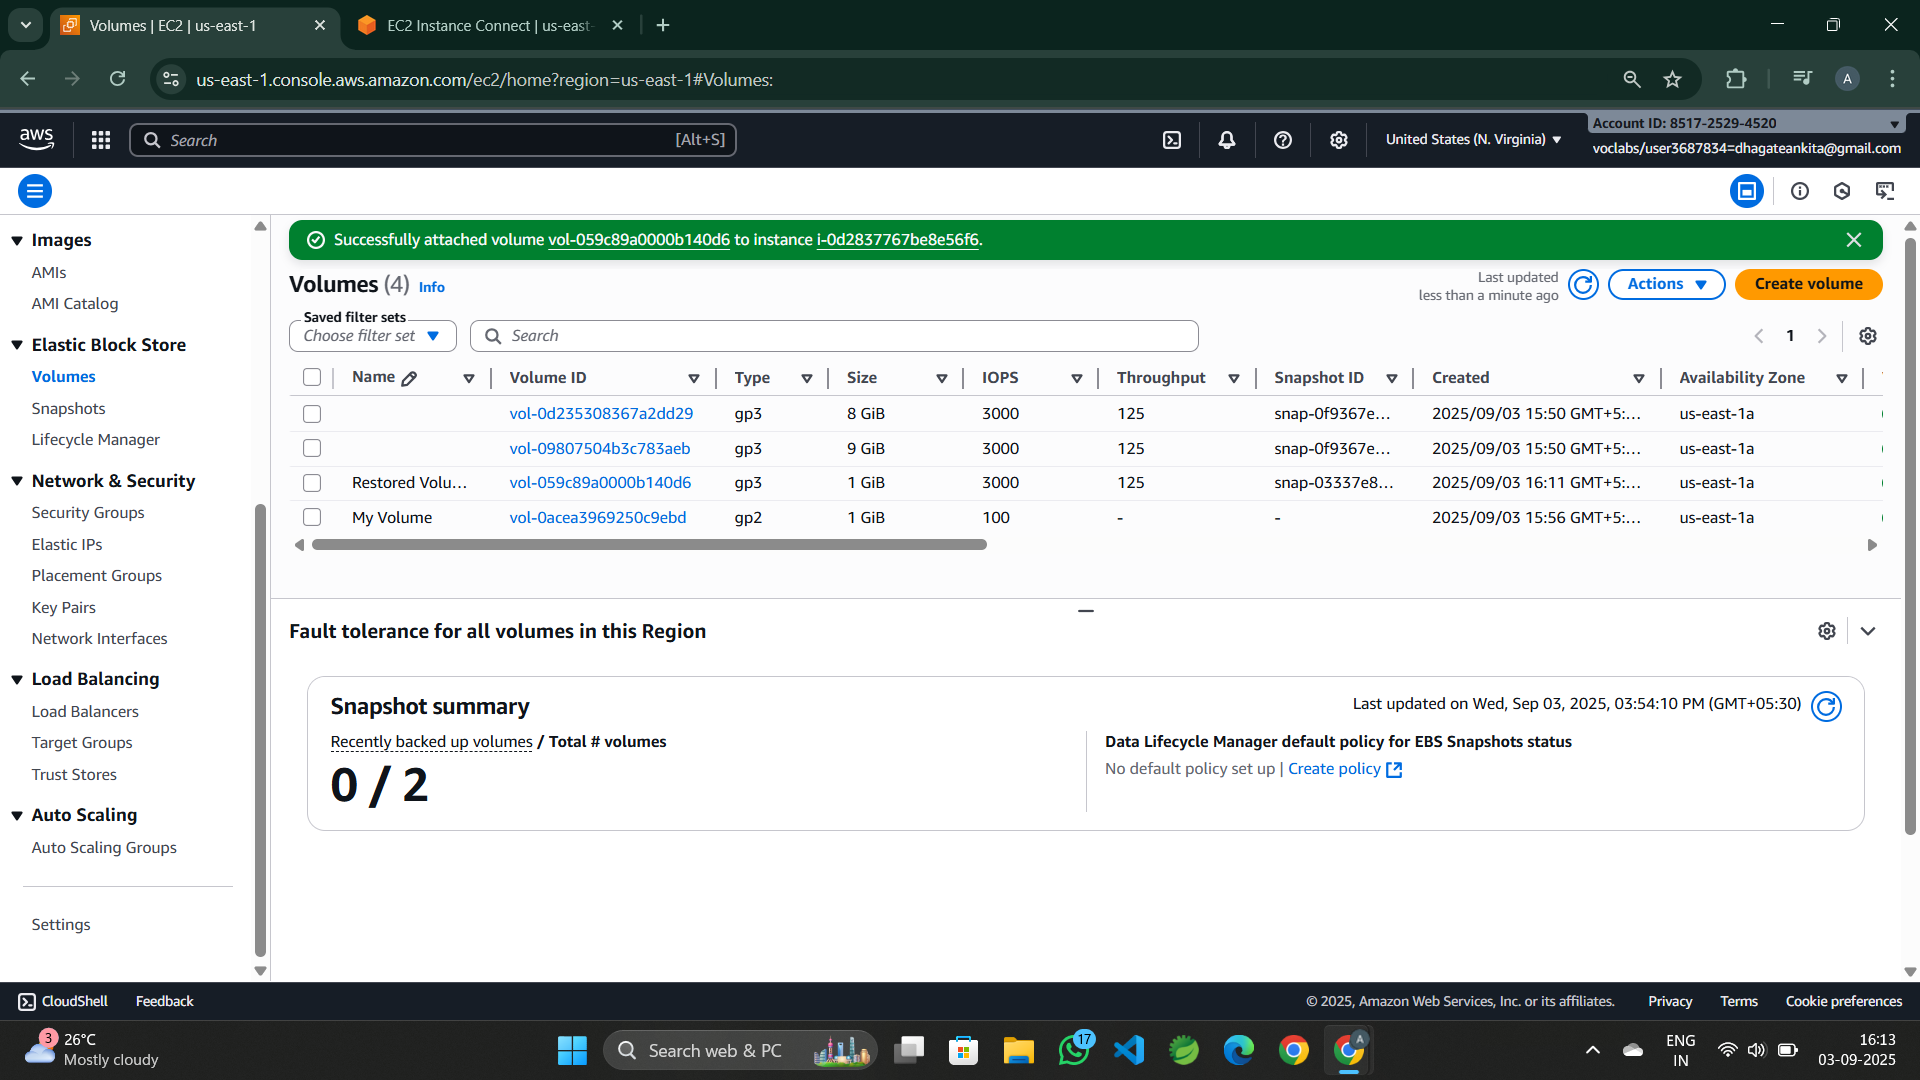 Volumes | EC2 | us-east-1
EC2 Instance Connect | us-east-
us-east-1.console.aws.amazon.com/ec2/home?region=us-east-1#Volumes:
A
aws
Search
[Alt+S]
United States (N. Virginia)
Account ID: 8517-2529-4520
voclabs/user3687834=dhagateankita@gmail.com
Images
AMIs
AMI Catalog
Elastic Block Store
Volumes
Snapshots
Lifecycle Manager
Network & Security
Security Groups
Elastic IPs
Placement Groups
Key Pairs
Network Interfaces
Load Balancing
Load Balancers
Target Groups
Trust Stores
Auto Scaling
Auto Scaling Groups
Settings
Successfully attached volume vol-059c89a0000b140d6 to instance i-0d2837767be8e56f6.
Volumes (4) Info
Last updated
less than a minute ago
Actions
Create volume
Saved filter sets
Choose filter set
Search
1
Name Volume ID Type Size IOPS Throughput Snapshot ID Created Availability Zone
vol-0d235308367a2dd29 gp3 8 GiB 3000 125 snap-0f9367e... 2025/09/03 15:50 GMT+5:... us-east-1a
vol-09807504b3c783aeb gp3 9 GiB 3000 125 snap-0f9367e... 2025/09/03 15:50 GMT+5:... us-east-1a
Restored Volu... vol-059c89a0000b140d6 gp3 1 GiB 3000 125 snap-03337e8... 2025/09/03 16:11 GMT+5:... us-east-1a
My Volume vol-0acea3969250c9ebd gp2 1 GiB 100 - - 2025/09/03 15:56 GMT+5:... us-east-1a
Fault tolerance for all volumes in this Region
Snapshot summary
Last updated on Wed, Sep 03, 2025, 03:54:10 PM (GMT+05:30)
Recently backed up volumes / Total # volumes
0 / 2
Data Lifecycle Manager default policy for EBS Snapshots status
No default policy set up | Create policy
CloudShell
Feedback
© 2025, Amazon Web Services, Inc. or its affiliates.
Privacy
Terms
Cookie preferences
3
26°C
Mostly cloudy
Search web & PC
17
A
ENG
IN
16:13
03-09-2025